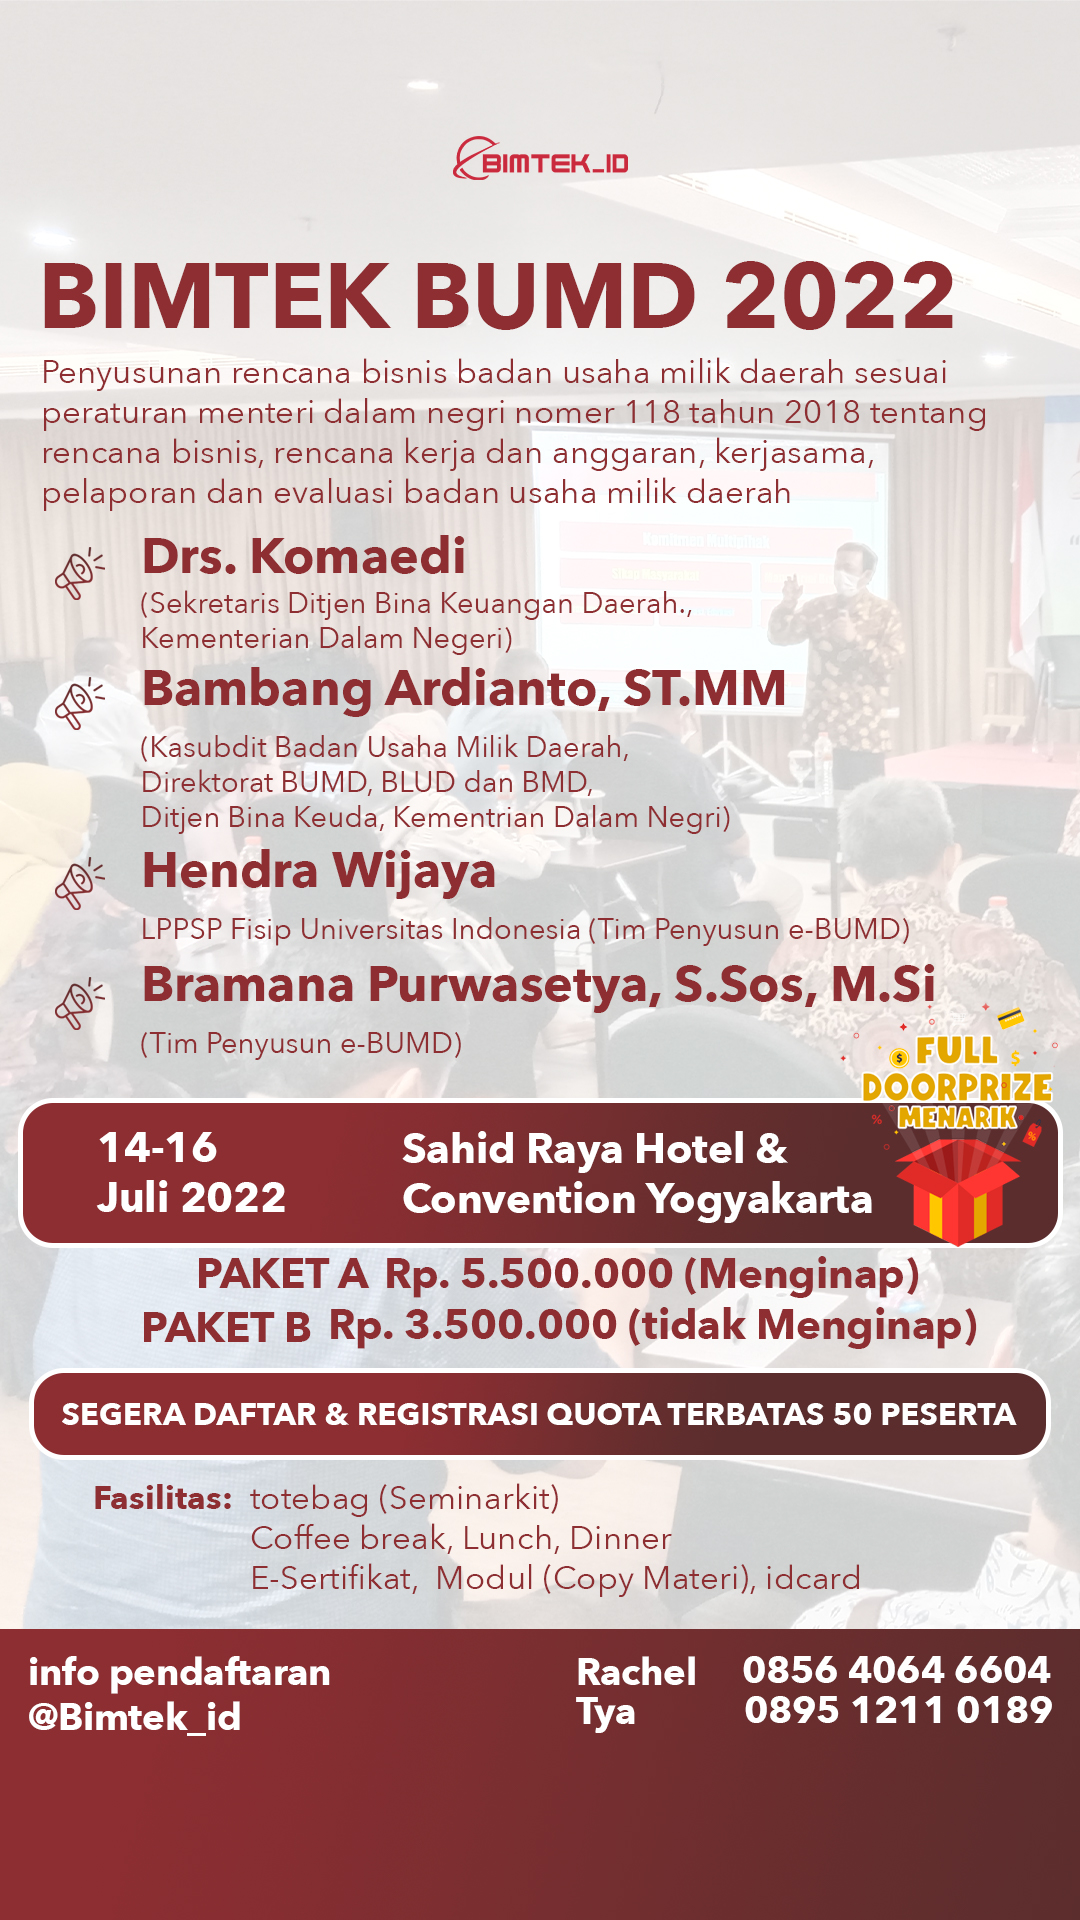 BIMTEK_ID
BIMTEK BUMD 2022
Penyusunan rencana bisnis badan usaha milik daerah sesuai
peraturan menteri dalam negri nomer 118 tahun 2018 tentang
rencana bisnis, rencana kerja dan anggaran, kerjasama,
pelaporan dan evaluasi badan usaha milik daerah
Drs. Komaedi
(Sekretaris Ditjen Bina Keuangan Daerah.,
Kementerian Dalam Negeri)
Bambang Ardianto, ST.MM
(Kasubdit Badan Usaha Milik Daerah,
Direktorat BUMD, BLUD dan BMD,
Ditjen Bina Keuda, Kementrian Dalam Negri)
Hendra Wijaya
LPPSP Fisip Universitas Indonesia (Tim Penyusun e-BUMD)
Bramana Purwasetya, S.Sos, M.Si
(Tim Penyusun e-BUMD)
FULL
DOORPRIZE
MENARIK
14-16
Juli 2022
Sahid Raya Hotel &
Convention Yogyakarta
PAKET A Rp. 5.500.000 (Menginap)
PAKET B Rp. 3.500.000 (tidak Menginap)
SEGERA DAFTAR & REGISTRASI QUOTA TERBATAS 50 PESERTA
Fasilitas: totebag (Seminarkit)
Coffee break, Lunch, Dinner
E-Sertifikat, Modul (Copy Materi), idcard
info pendaftaran
@Bimtek_id
Rachel 0856 4064 6604
Tya 0895 1211 0189